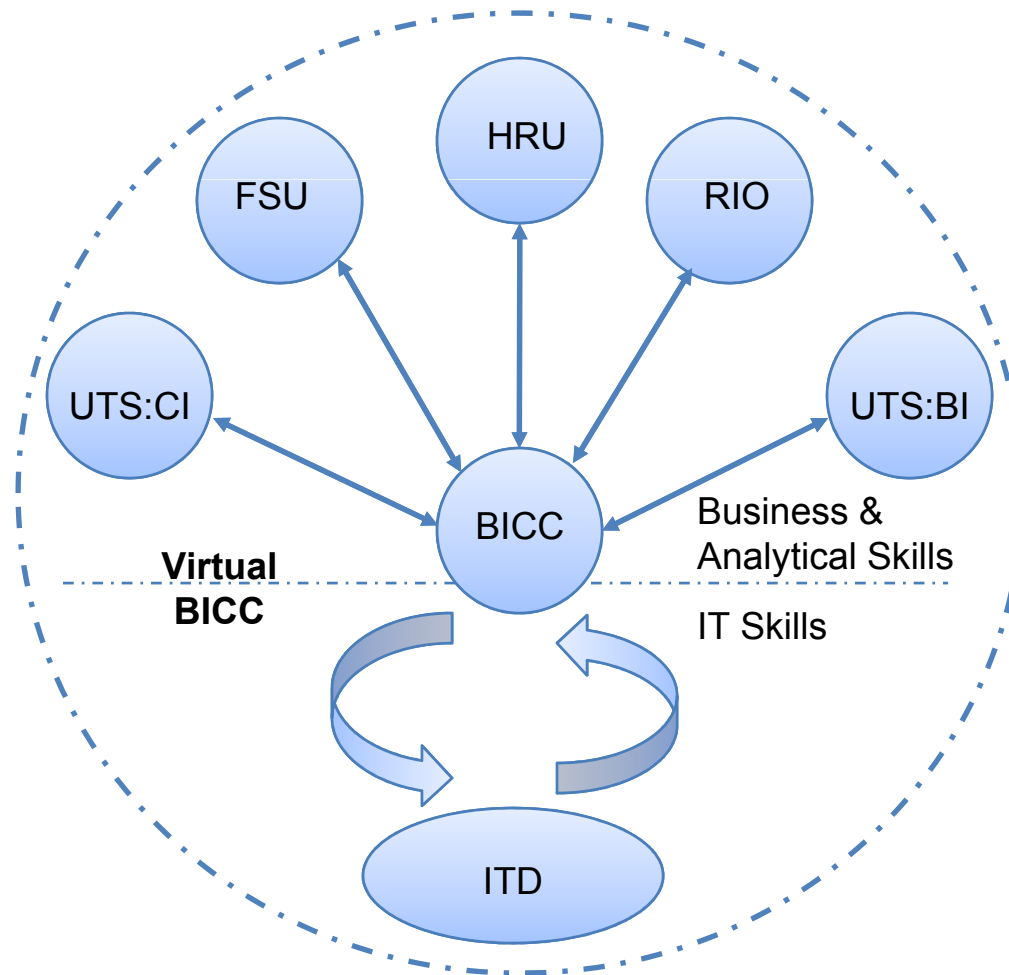 HRU
FSU
RIO
UTS:CI
UTS:BI
BICC
Business &
Analytical Skills
Virtual
BICC
IT Skills
ITD